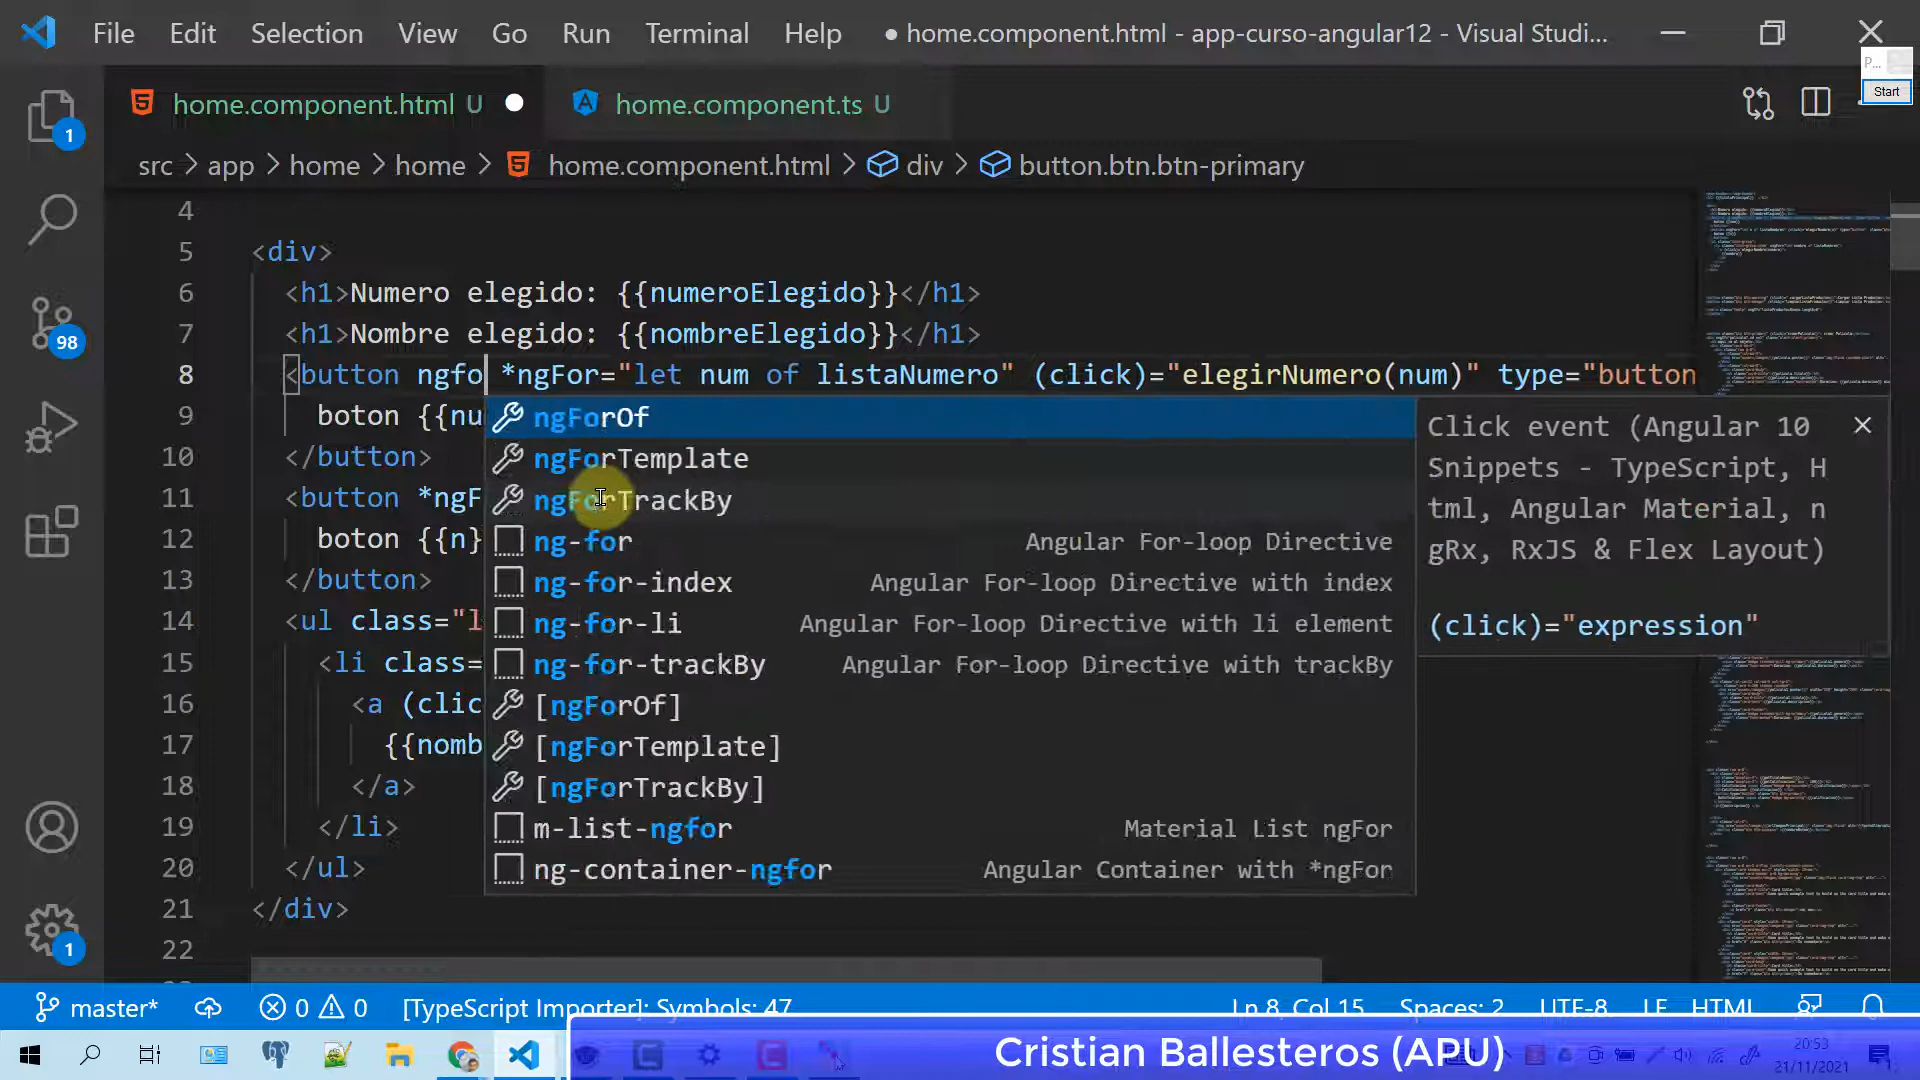 File Edit Selection View Go Run Terminal Help ● home.component.html - app-curso-angular12 - Visual Studi...
P...
Start
home.component.html U home.component.ts U
1
src > app > home > home > home.component.html > div > button.btn.btn-primary
4
5 <div>
6 <h1>Numero elegido: {{numeroElegido}}</h1>
7 <h1>Nombre elegido: {{nombreElegido}}</h1>
8 <button ngfo *ngFor="let num of listaNumero" (click)="elegirNumero(num)" type="button
9 boton {{nu
10 </button>
11 <button *ngF
12 boton {{n}
13 </button>
14 <ul class="l
15 <li class=
16 <a (clic
17 {{nomb
18 </a>
19 </li>
20 </ul>
21 </div>
22
98
1
ngForOf
ngForTemplate
ngForTrackBy
ng-for Angular For-loop Directive
ng-for-index Angular For-loop Directive with index
ng-for-li Angular For-loop Directive with li element
ng-for-trackBy Angular For-loop Directive with trackBy
[ngForOf]
[ngForTemplate]
[ngForTrackBy]
m-list-ngfor Material List ngFor
ng-container-ngfor Angular Container with *ngFor
Click event (Angular 10
Snippets - TypeScript, H
tml, Angular Material, n
gRx, RxJS & Flex Layout)
(click)="expression"
master* 0 0 [TypeScript Importer]: Symbols: 47 Ln 8, Col 15 Spaces: 2 UTF-8 LF HTML
Cristian Ballesteros (APU)
20:53
21/11/2021